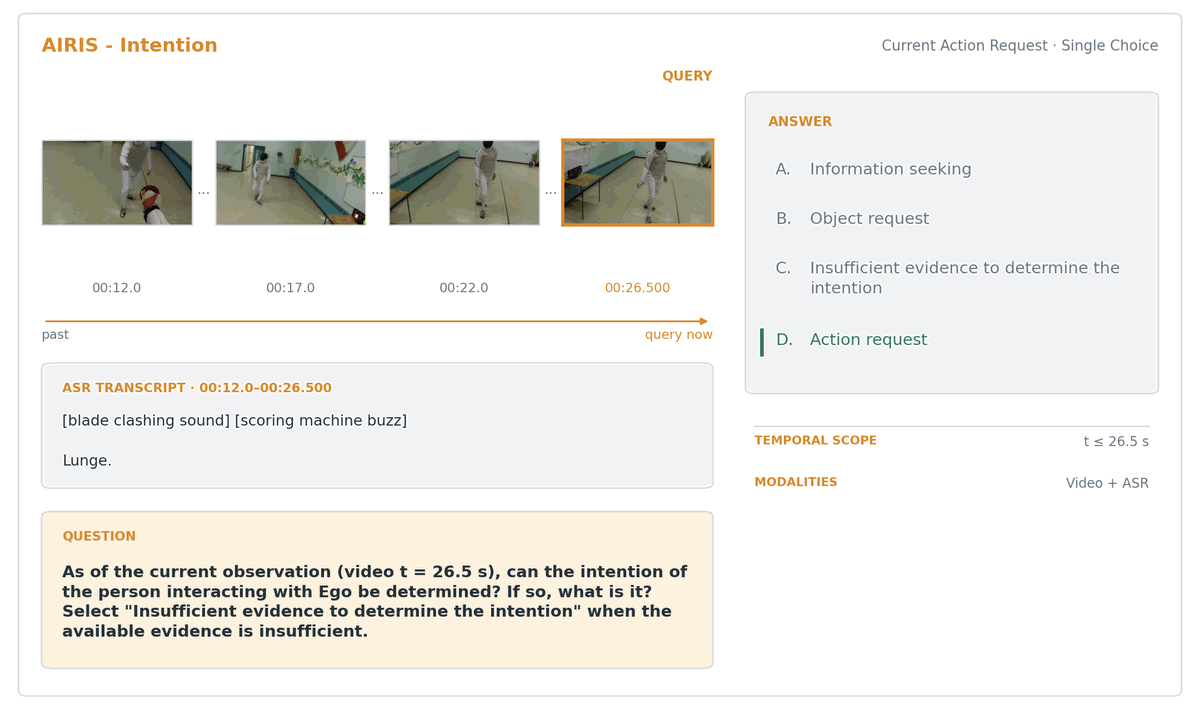 AIRIS - Intention
Current Action Request · Single Choice
QUERY
... ... ...
00:12.0 00:17.0 00:22.0 00:26.500
past query now
ASR TRANSCRIPT · 00:12.0–00:26.500
[blade clashing sound] [scoring machine buzz]
Lunge.
QUESTION
As of the current observation (video t = 26.5 s), can the intention of
the person interacting with Ego be determined? If so, what is it?
Select "Insufficient evidence to determine the intention" when the
available evidence is insufficient.
ANSWER
A. Information seeking
B. Object request
C. Insufficient evidence to determine the
intention
D. Action request
TEMPORAL SCOPE t ≤ 26.5 s
MODALITIES Video + ASR